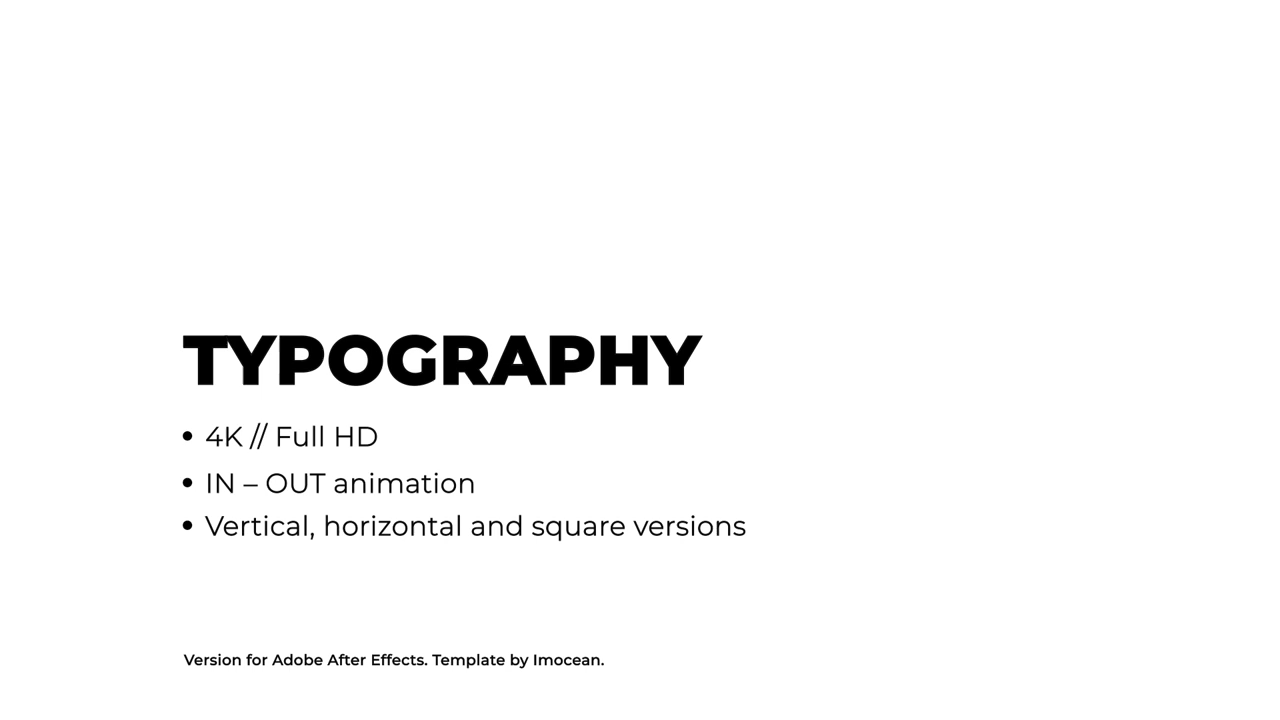 TYPOGRAPHY
• 4K // Full HD
• IN – OUT animation
• Vertical, horizontal and square versions
Version for Adobe After Effects. Template by Imocean.